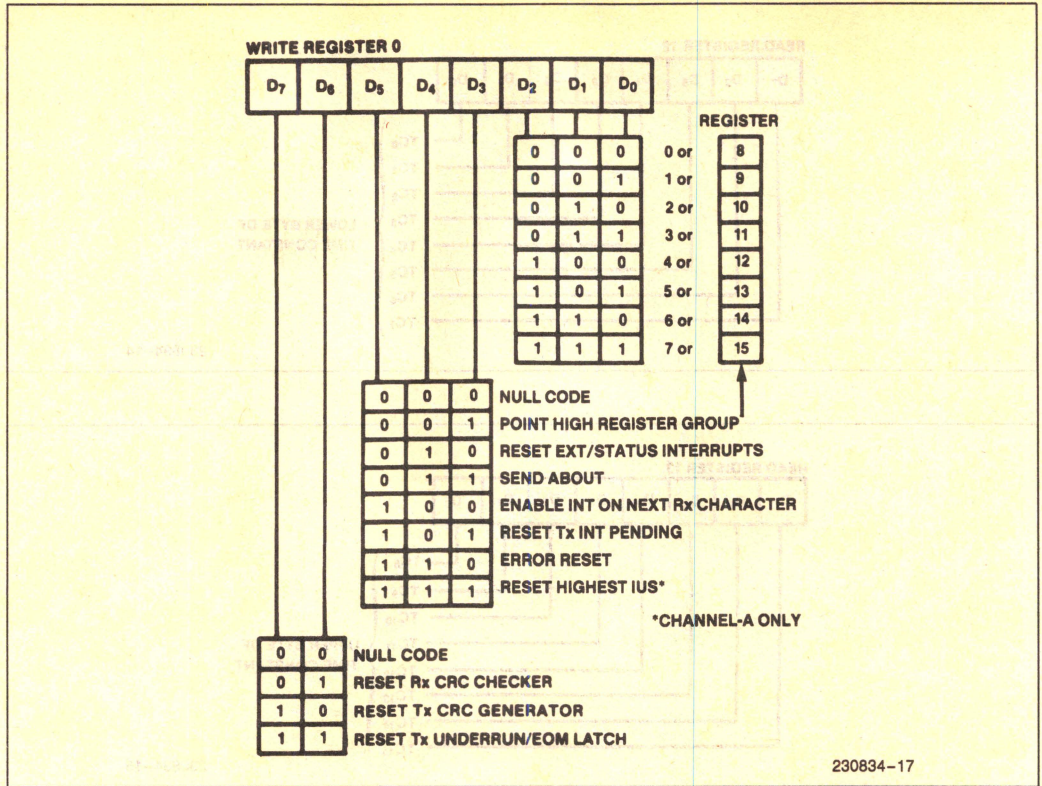 WRITE REGISTER 0
D7 D6 D5 D4 D3 D2 D1 D0
REGISTER
0 0 0 0 or 8
0 0 1 1 or 9
0 1 0 2 or 10
0 1 1 3 or 11
1 0 0 4 or 12
1 0 1 5 or 13
1 1 0 6 or 14
1 1 1 7 or 15
0 0 0 NULL CODE
0 0 1 POINT HIGH REGISTER GROUP
0 1 0 RESET EXT/STATUS INTERRUPTS
0 1 1 SEND ABOUT
1 0 0 ENABLE INT ON NEXT Rx CHARACTER
1 0 1 RESET Tx INT PENDING
1 1 0 ERROR RESET
1 1 1 RESET HIGHEST IUS*
*CHANNEL-A ONLY
0 0 NULL CODE
0 1 RESET Rx CRC CHECKER
1 0 RESET Tx CRC GENERATOR
1 1 RESET Tx UNDERRUN/EOM LATCH
230834-17